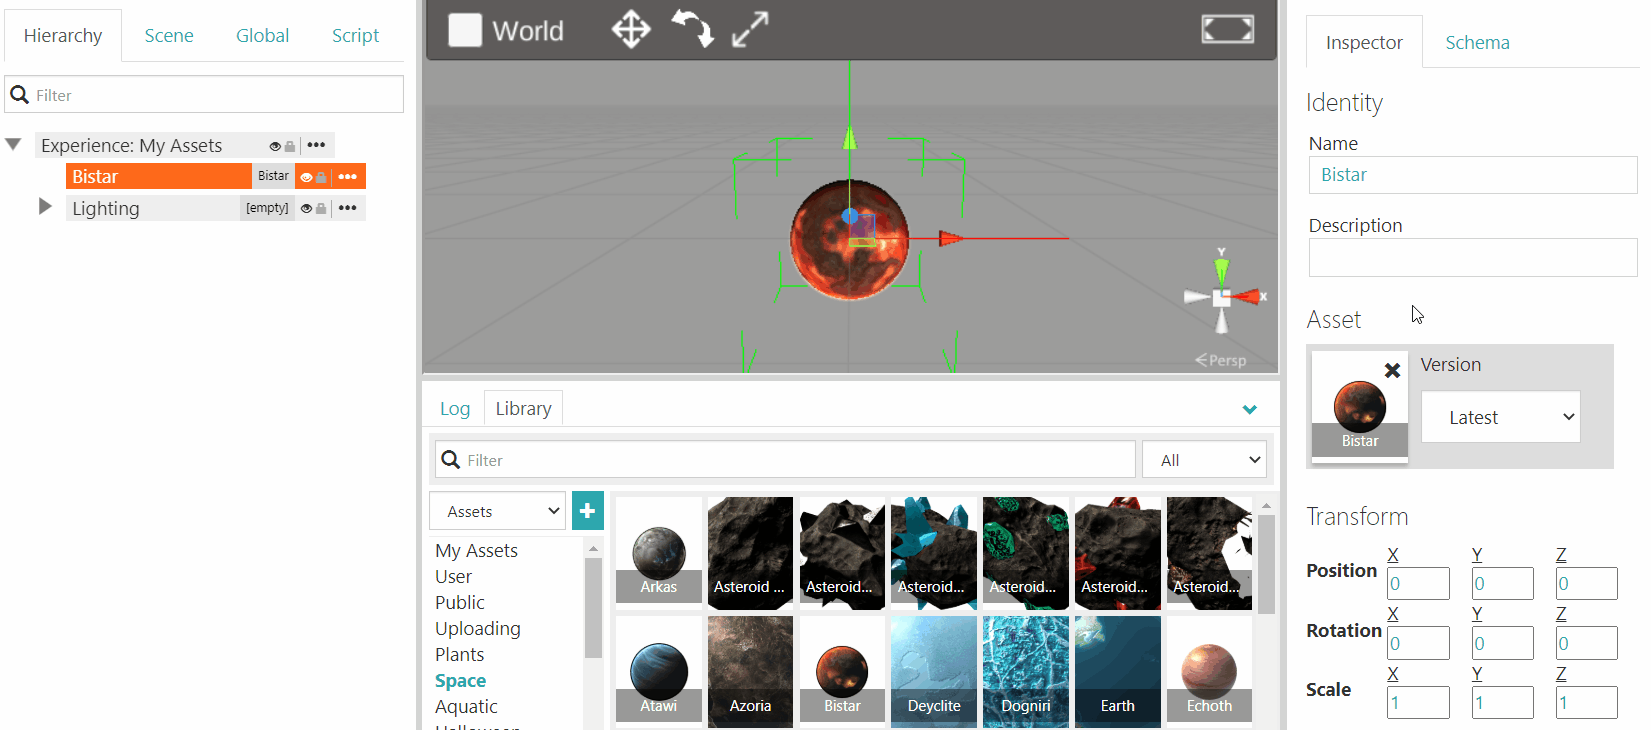 Hierarchy Scene Global Script
Filter
Experience: My Assets
Bistar Bistar
Lighting [empty]
World
Y
X
Persp
Log Library
Filter All
Assets
My Assets
User
Public
Uploading
Plants
Space
Aquatic
Arkas Asteroid ... Asteroid... Asteroid... Asteroid... Asteroid... Asteroid...
Atawi Azoria Bistar Deyclite Dogniri Earth Echoth
Inspector Schema
Identity
Name
Bistar
Description
Asset
Version
Latest
Bistar
Transform
X Y Z
Position 0 0 0
X Y Z
Rotation 0 0 0
X Y Z
Scale 1 1 1